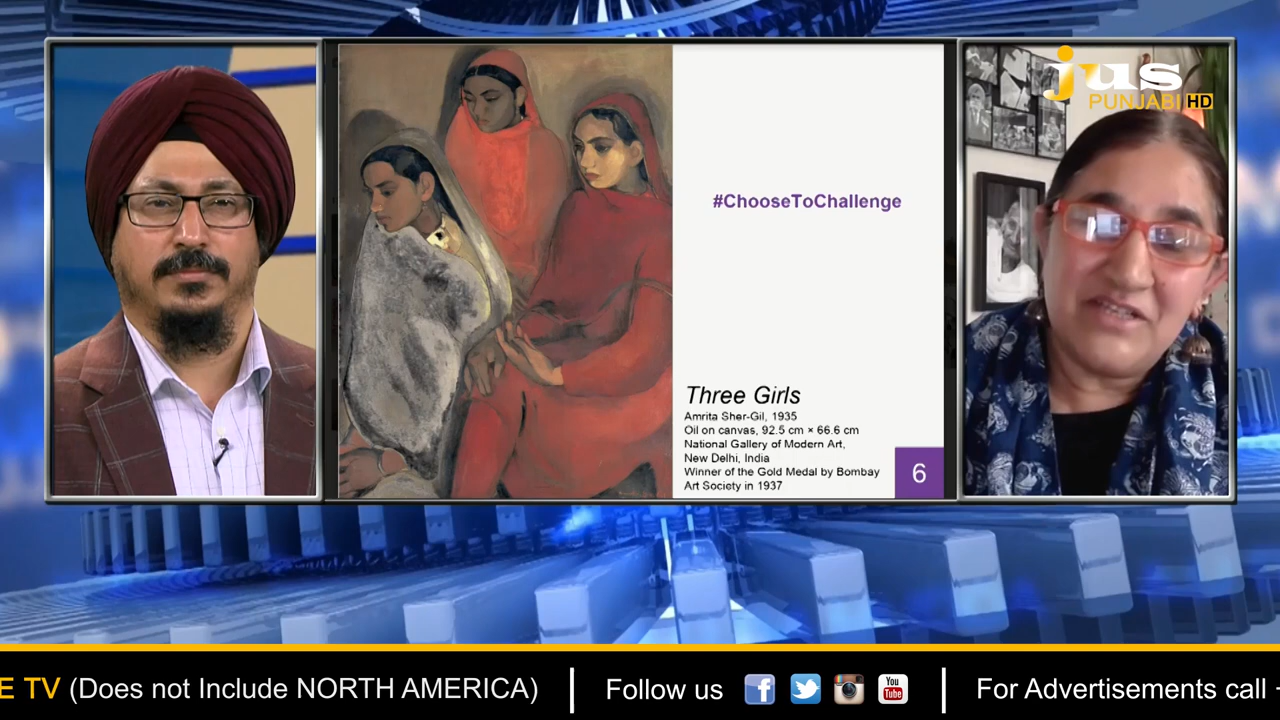 jus
PUNJABI HD
#ChooseToChallenge
Three Girls
Amrita Sher-Gil, 1935
Oil on canvas, 92.5 cm × 66.6 cm
National Gallery of Modern Art,
New Delhi, India
Winner of the Gold Medal by Bombay
Art Society in 1937
6
E TV (Does not Include NORTH AMERICA) | Follow us You Tube | For Advertisements call -